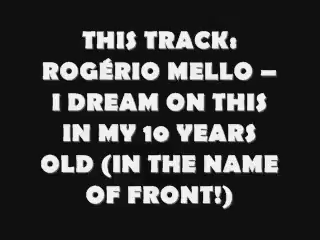 THIS TRACK:
ROGÉRIO MELLO –
I DREAM ON THIS
IN MY 10 YEARS
OLD (IN THE NAME
OF FRONT!)